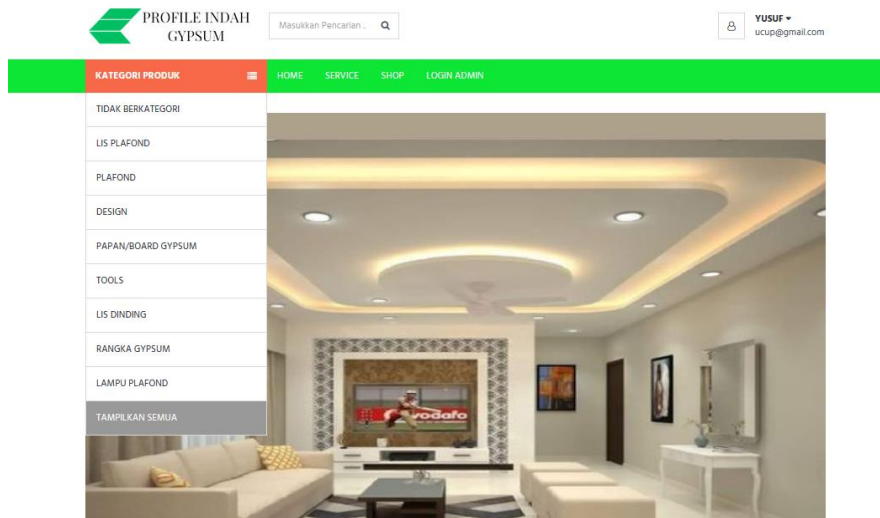 PROFILE INDAH
GYPSUM
Masukkan Pencarian ..
YUSUF
ucup@gmail.com
KATEGORI PRODUK
HOME SERVICE SHOP LOGIN ADMIN
TIDAK BERKATEGORI
LIS PLAFOND
PLAFOND
DESIGN
PAPAN/BOARD GYPSUM
TOOLS
LIS DINDING
RANGKA GYPSUM
LAMPU PLAFOND
TAMPILKAN SEMUA
vodafo